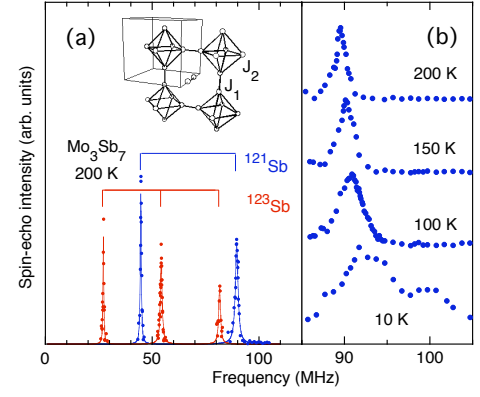 (a)
(b)
J₂
J₁
200 K
150 K
100 K
10 K
Mo₃Sb₇
200 K
¹²¹Sb
¹²³Sb
Spin-echo intensity (arb. units)
0 50 100 90 100
Frequency (MHz)